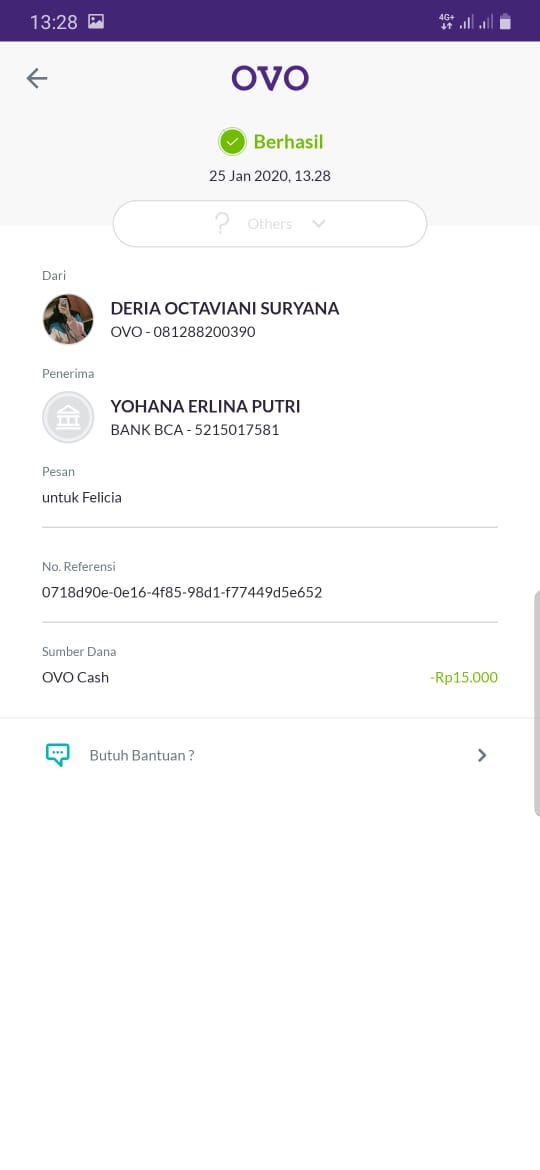 13:28
4G+
OVO
Berhasil
25 Jan 2020, 13.28
? Others
Dari
DERIA OCTAVIANI SURYANA
OVO - 081288200390
Penerima
YOHANA ERLINA PUTRI
BANK BCA - 5215017581
Pesan
untuk Felicia
No. Referensi
0718d90e-0e16-4f85-98d1-f77449d5e652
Sumber Dana
OVO Cash -Rp15.000
Butuh Bantuan ?